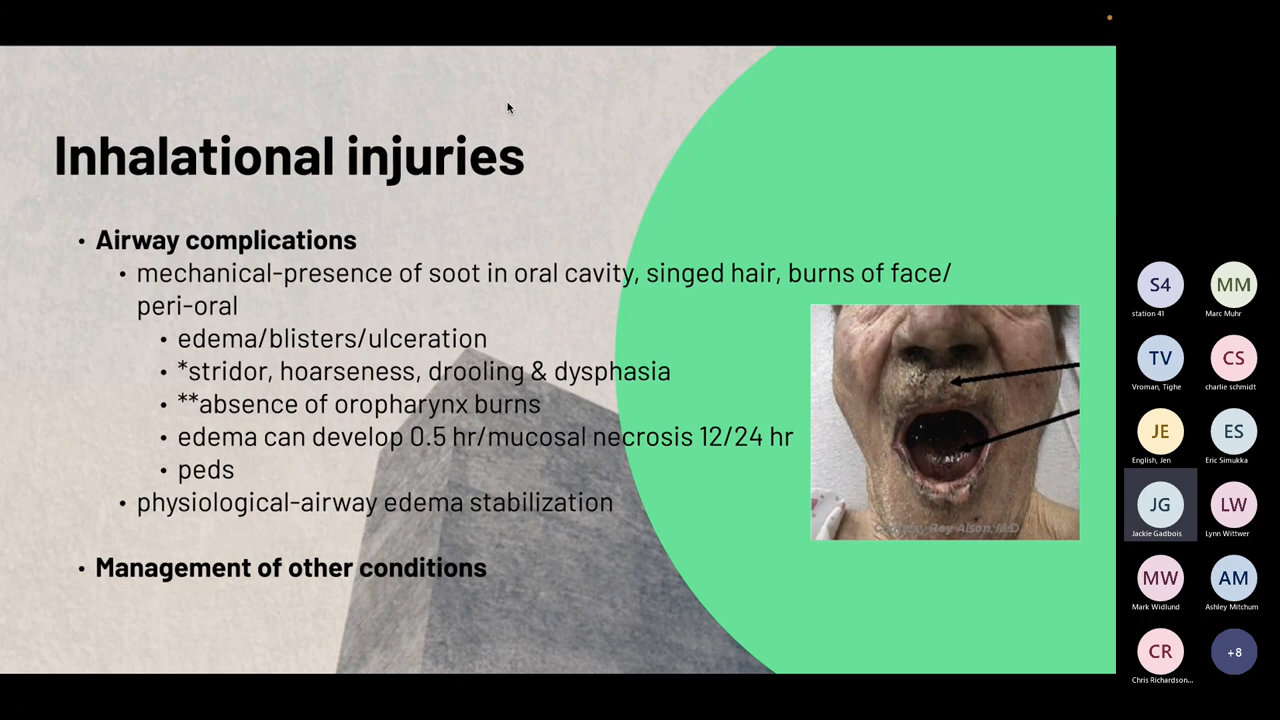 Inhalational injuries
• Airway complications
• mechanical-presence of soot in oral cavity, singed hair, burns of face/
peri-oral
• edema/blisters/ulceration
• *stridor, hoarseness, drooling & dysphasia
• **absence of oropharynx burns
• edema can develop 0.5 hr/mucosal necrosis 12/24 hr
• peds
• physiological-airway edema stabilization
• Management of other conditions
Roy Alson, M.D
S4
MM
station 41
Marc Muhr
TV
CS
Vroman, Tighe
charlie schmidt
JE
ES
English, Jen
Eric Simukka
JG
LW
Jackie Gadbois
Lynn Wittwer
MW
AM
Mark Widlund
Ashley Mitchum
CR
+8
Chris Richardson...